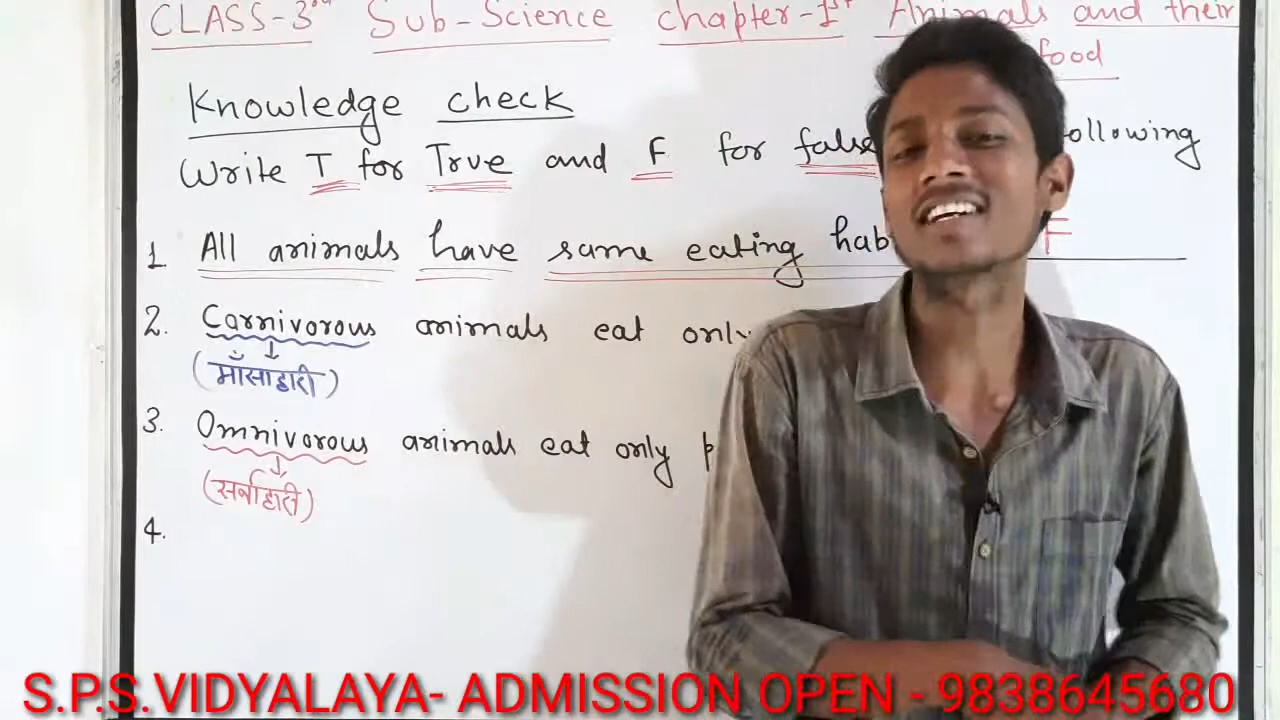 CLASS-3rd Sub-Science chapter-1st Animals and their
food
Knowledge check
Write T for True and F for false following
1 All animals have same eating F
2. Carnivorous animals eat only
(माँसाहारी)
3. Omnivorous animals eat only
(सर्वाहारी)
4.
S.P.S.VIDYALAYA- ADMISSION OPEN - 9838645680